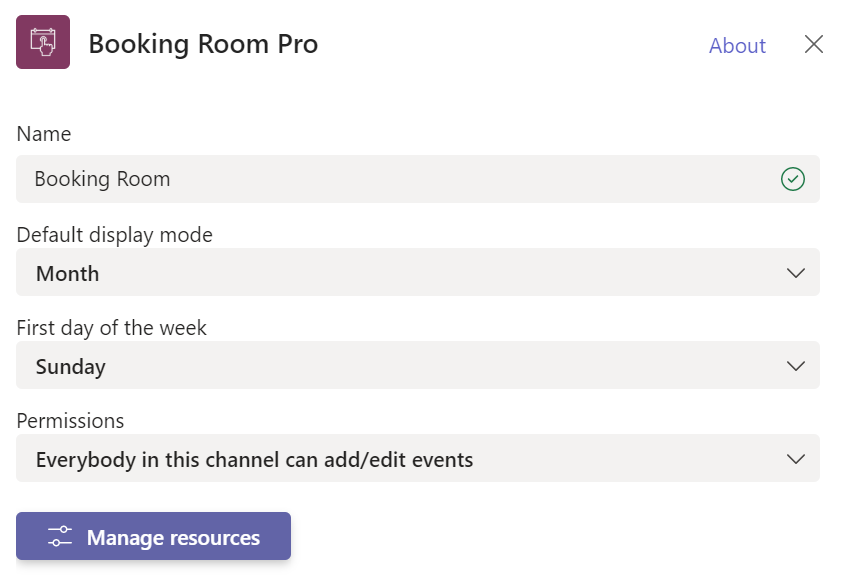 Booking Room Pro
About
Name
Booking Room
Default display mode
Month
First day of the week
Sunday
Permissions
Everybody in this channel can add/edit events
Manage resources